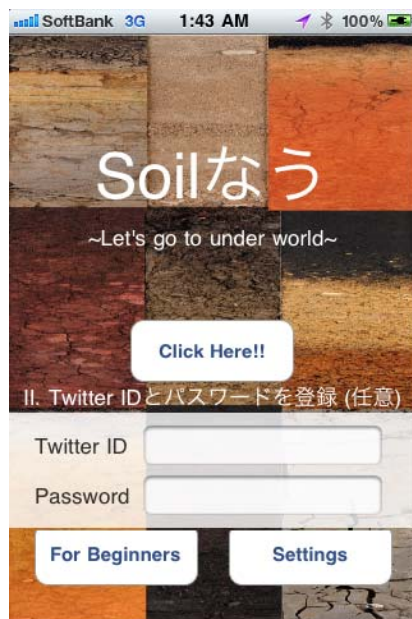 SoftBank 3G 1:43 AM 100%
Soilなう
~Let's go to under world~
Click Here!!
II. Twitter IDとパスワードを登録 (任意)
Twitter ID
Password
For Beginners Settings